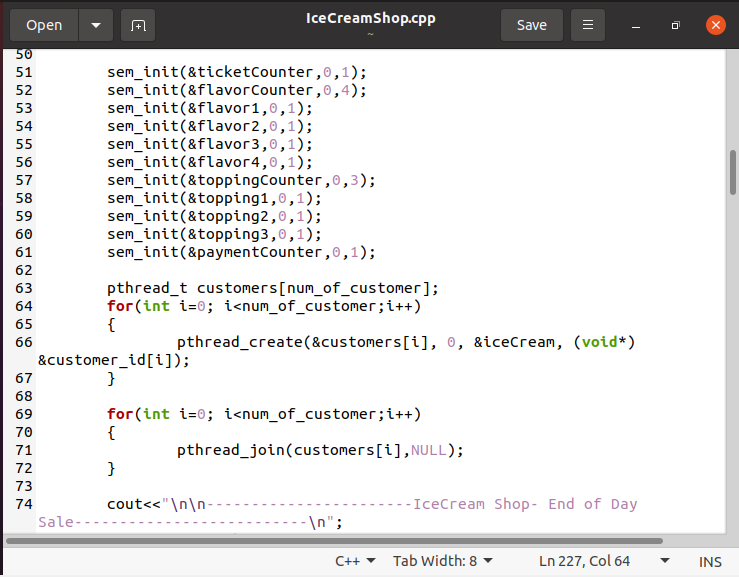 Open
IceCreamShop.cpp
~
Save
50
51 sem_init(&ticketCounter,0,1);
52 sem_init(&flavorCounter,0,4);
53 sem_init(&flavor1,0,1);
54 sem_init(&flavor2,0,1);
55 sem_init(&flavor3,0,1);
56 sem_init(&flavor4,0,1);
57 sem_init(&toppingCounter,0,3);
58 sem_init(&topping1,0,1);
59 sem_init(&topping2,0,1);
60 sem_init(&topping3,0,1);
61 sem_init(&paymentCounter,0,1);
62
63 pthread_t customers[num_of_customer];
64 for(int i=0; i<num_of_customer;i++)
65 {
66 pthread_create(&customers[i], 0, &iceCream, (void*)
&customer_id[i]);
67 }
68
69 for(int i=0; i<num_of_customer;i++)
70 {
71 pthread_join(customers[i],NULL);
72 }
73
74 cout<<"\n\n-----------------------IceCream Shop- End of Day
Sale--------------------------\n";
C++ Tab Width: 8 Ln 227, Col 64 INS